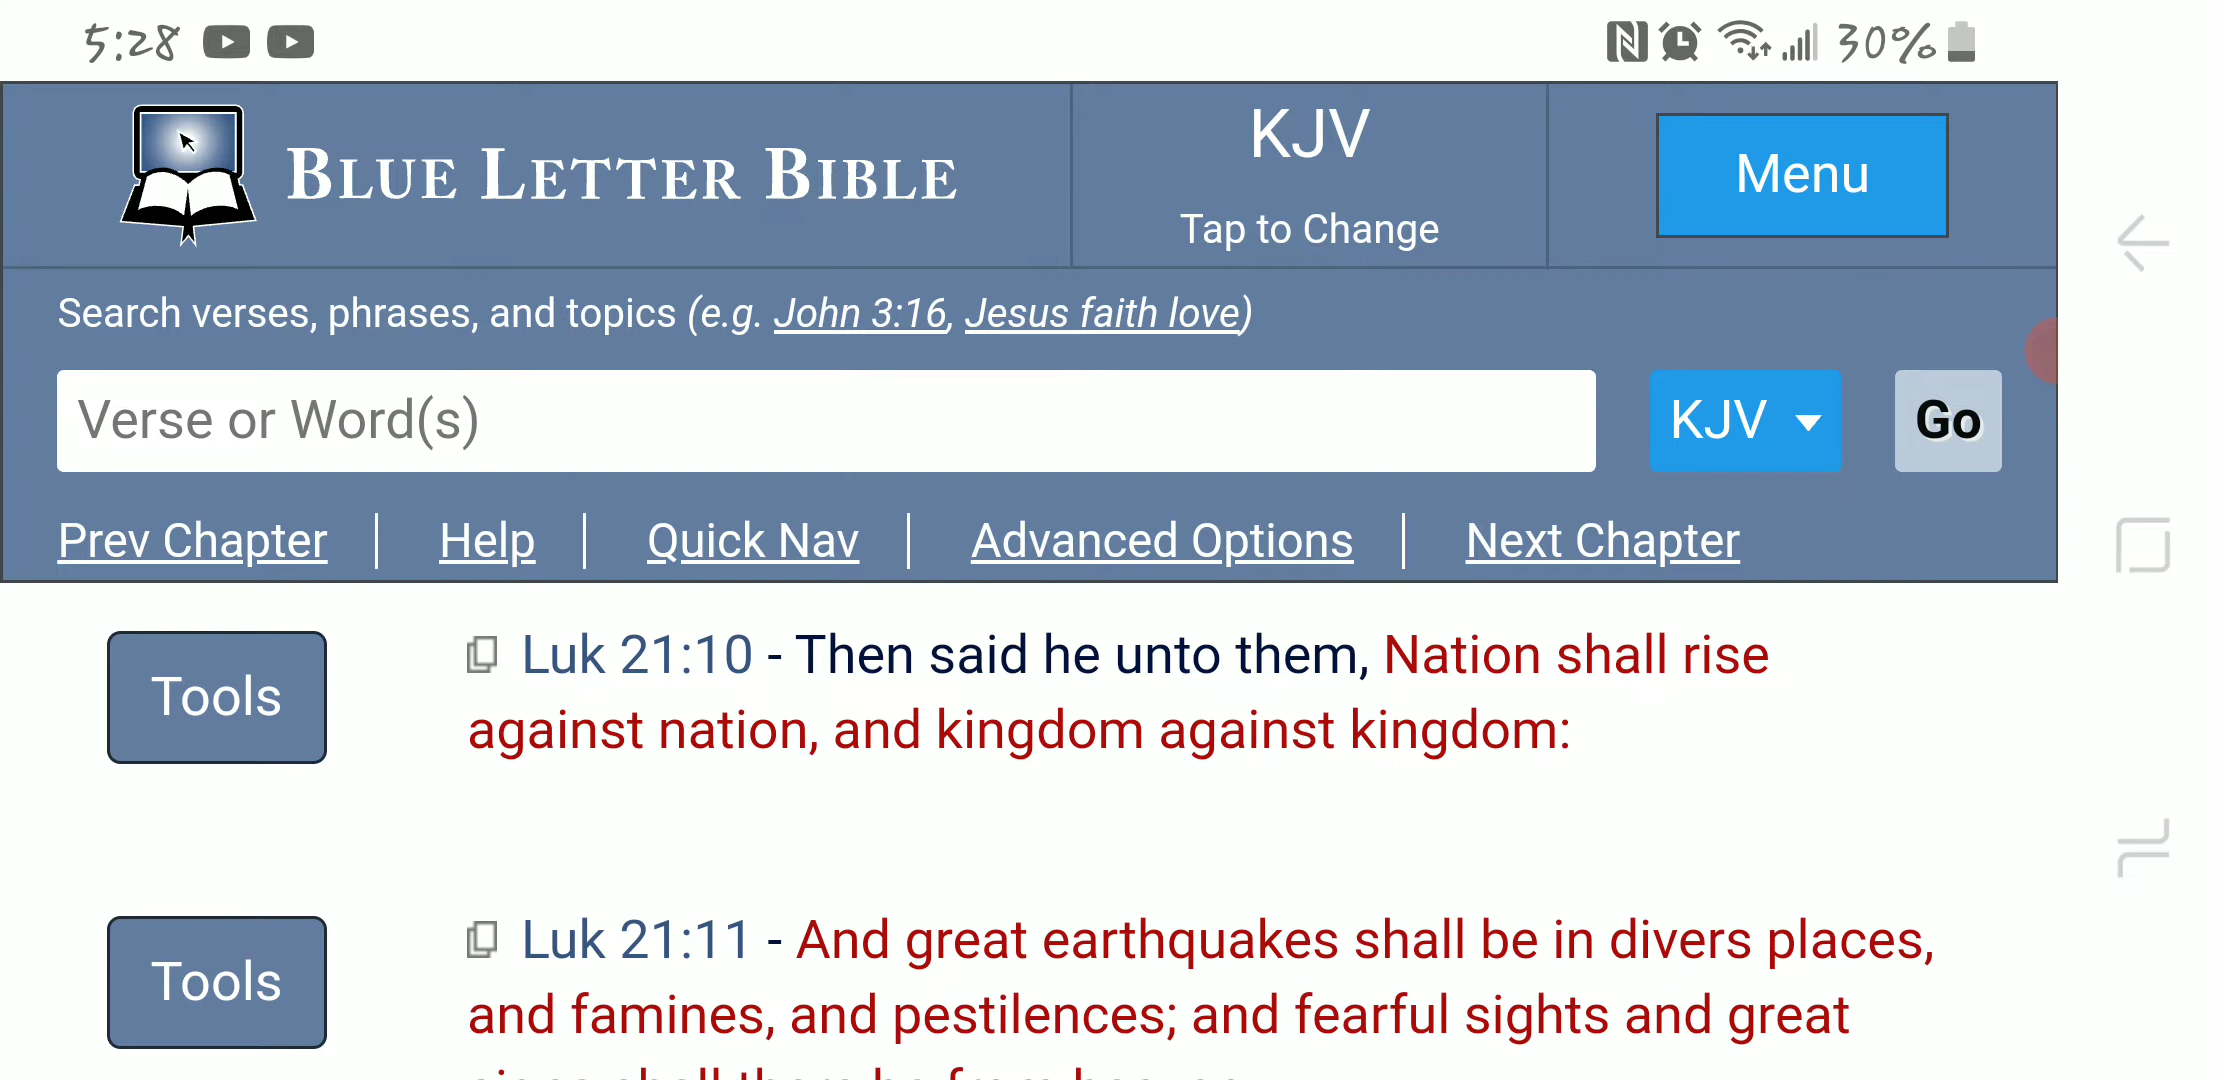 5:28 30%
BLUE LETTER BIBLE
KJV
Tap to Change
Menu
Search verses, phrases, and topics (e.g. John 3:16, Jesus faith love)
Verse or Word(s)
KJV
Go
Prev Chapter | Help | Quick Nav | Advanced Options | Next Chapter
Tools
Luk 21:10 - Then said he unto them, Nation shall rise
against nation, and kingdom against kingdom:
Tools
Luk 21:11 - And great earthquakes shall be in divers places,
and famines, and pestilences; and fearful sights and great